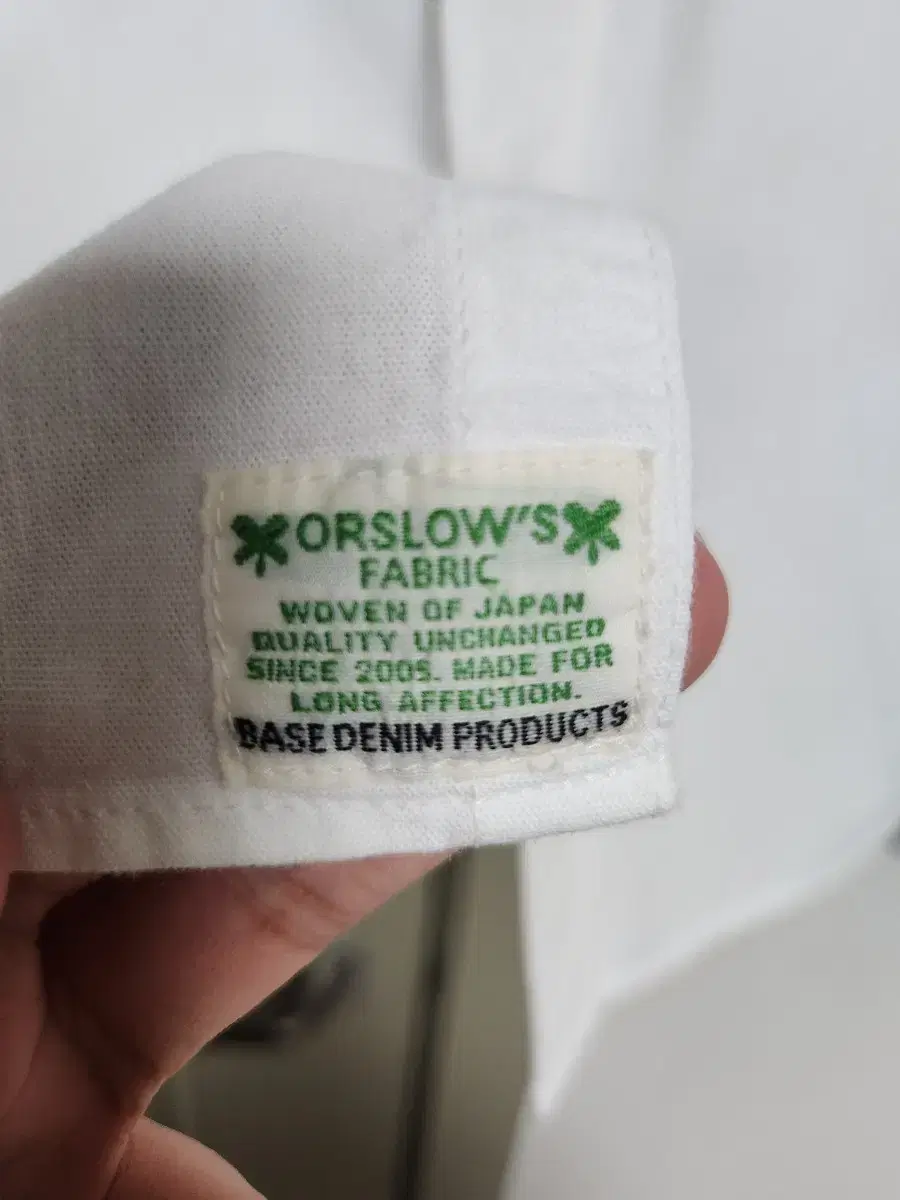 ORSLOW'S
FABRIC
WOVEN OF JAPAN
QUALITY UNCHANGED
SINCE 2005. MADE FOR
LONG AFFECTION.
BASE DENIM PRODUCTS